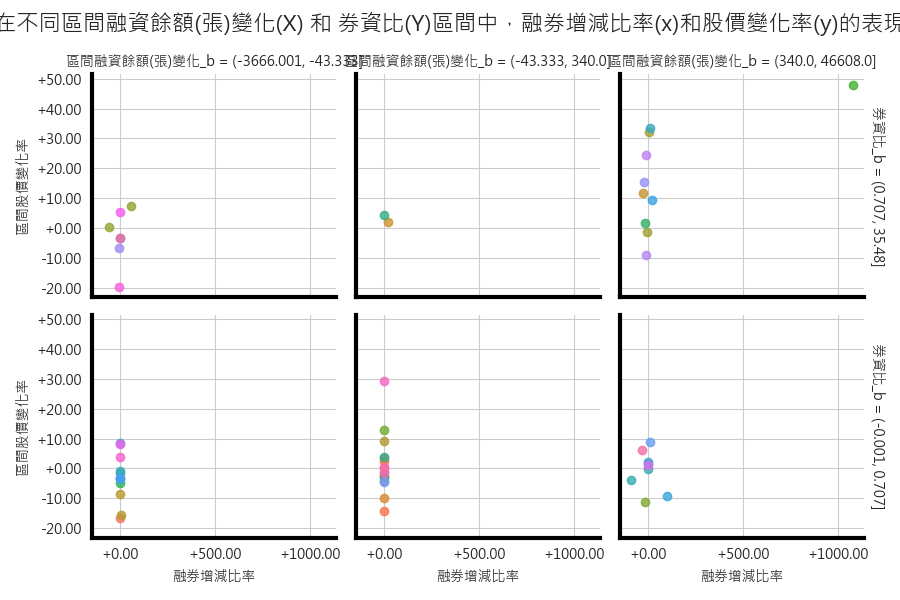 在不同區間融資餘額(張)變化(X) 和 券資比(Y)區間中，融券增減比率(x)和股價變化率(y)的表現
區間融資餘額(張)變化_b = (-3666.001, -43.333]
區間融資餘額(張)變化_b = (-43.333, 340.0]
區間融資餘額(張)變化_b = (340.0, 46608.0]
+50.00
+40.00
+30.00
+20.00
+10.00
+0.00
-10.00
-20.00
區間股價變化率
券資比_b = (0.707, 35.48]
+50.00
+40.00
+30.00
+20.00
+10.00
+0.00
-10.00
-20.00
區間股價變化率
券資比_b = (-0.001, 0.707]
+0.00 +500.00 +1000.00
+0.00 +500.00 +1000.00
+0.00 +500.00 +1000.00
融券增減比率
融券增減比率
融券增減比率